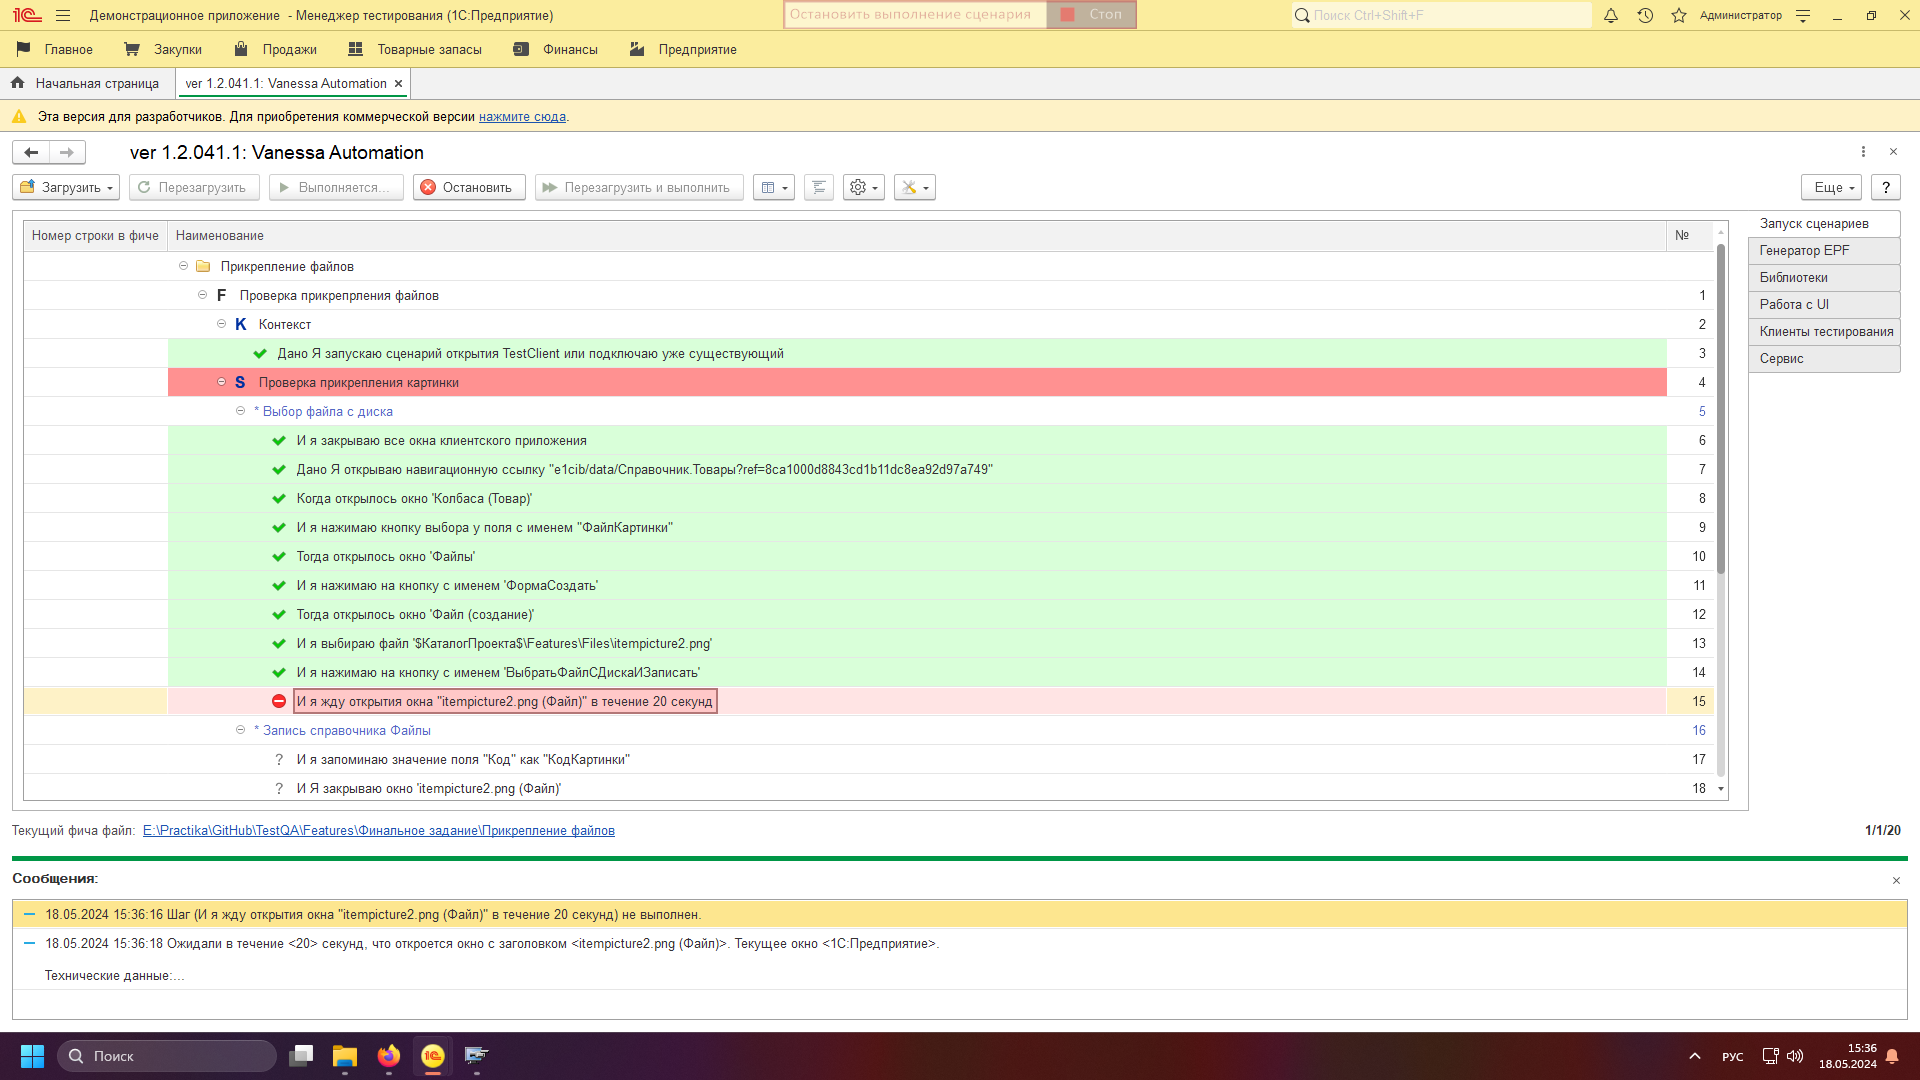 Демонстрационное приложение - Менеджер тестирования (1С:Предприятие)
Остановить выполнение сценария
Стоп
Поиск Ctrl+Shift+F
Администратор
Главное
Закупки
Продажи
Товарные запасы
Финансы
Предприятие
Начальная страница
ver 1.2.041.1: Vanessa Automation
Эта версия для разработчиков. Для приобретения коммерческой версии нажмите сюда.
ver 1.2.041.1: Vanessa Automation
Загрузить
Перезагрузить
Выполняется...
Остановить
Перезагрузить и выполнить
Еще
?
Номер строки в фиче
Наименование
№
Запуск сценариев
Генератор EPF
Библиотеки
Работа с UI
Клиенты тестирования
Сервис
Прикрепление файлов
F Проверка прикрепрления файлов 1
K Контекст 2
Дано Я запускаю сценарий открытия TestClient или подключаю уже существующий 3
S Проверка прикрепления картинки 4
* Выбор файла с диска 5
И я закрываю все окна клиентского приложения 6
Дано Я открываю навигационную ссылку "e1cib/data/Справочник.Товары?ref=8ca1000d8843cd1b11dc8ea92d97a749" 7
Когда открылось окно 'Колбаса (Товар)' 8
И я нажимаю кнопку выбора у поля с именем "ФайлКартинки" 9
Тогда открылось окно 'Файлы' 10
И я нажимаю на кнопку с именем 'ФормаСоздать' 11
Тогда открылось окно 'Файл (создание)' 12
И я выбираю файл '$КаталогПроекта$\Features\Files\itempicture2.png' 13
И я нажимаю на кнопку с именем 'ВыбратьФайлСДискаИЗаписать' 14
И я жду открытия окна "itempicture2.png (Файл)" в течение 20 секунд 15
* Запись справочника Файлы 16
? И я запоминаю значение поля "Код" как "КодКартинки" 17
? И Я закрываю окно 'itempicture2.png (Файл)' 18
Текущий фича файл: E:\Practika\GitHub\TestQA\Features\Финальное задание\Прикрепление файлов
1/1/20
Сообщения:
18.05.2024 15:36:16 Шаг (И я жду открытия окна "itempicture2.png (Файл)" в течение 20 секунд) не выполнен.
18.05.2024 15:36:18 Ожидали в течение <20> секунд, что откроется окно с заголовком <itempicture2.png (Файл)>. Текущее окно <1С:Предприятие>.
Технические данные:...
Поиск
РУС
15:36
18.05.2024